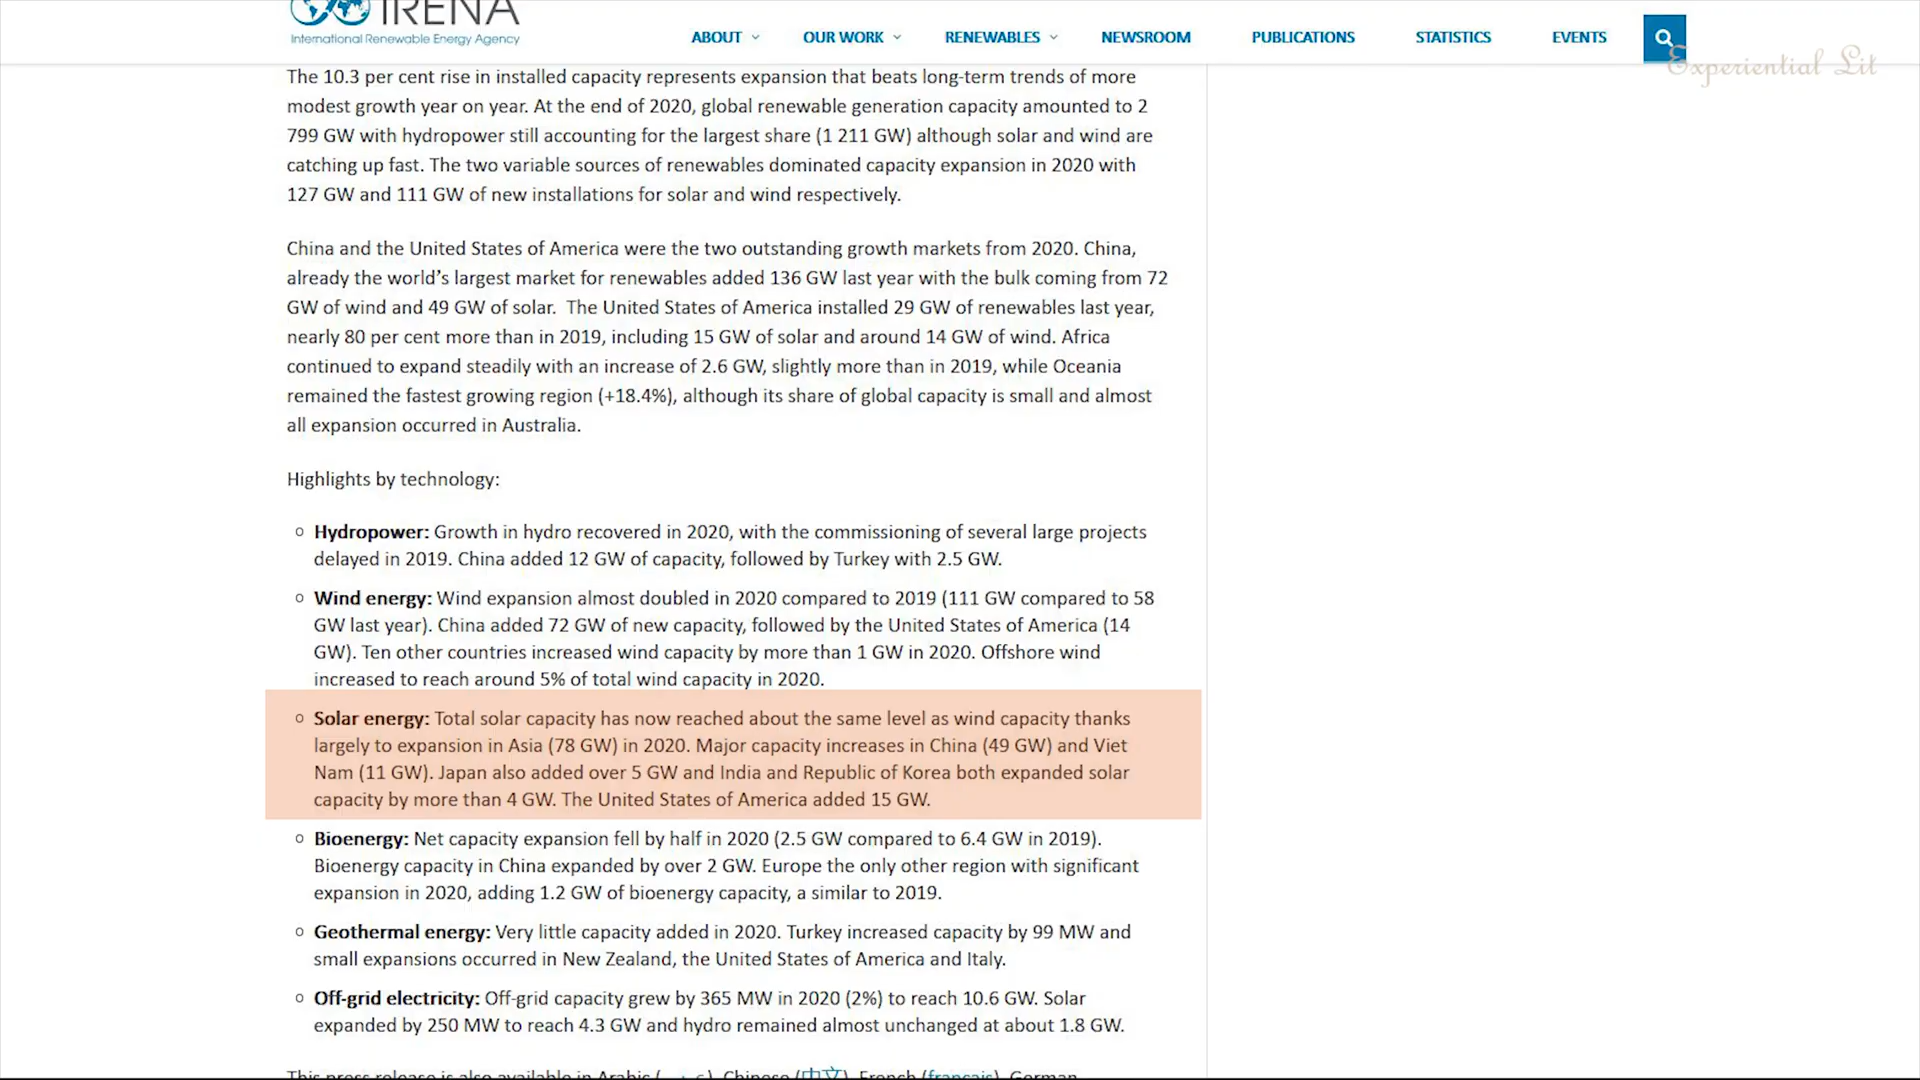 IRENA
International Renewable Energy Agency
ABOUT OUR WORK RENEWABLES NEWSROOM PUBLICATIONS STATISTICS EVENTS
Experiential Lit
The 10.3 per cent rise in installed capacity represents expansion that beats long-term trends of more
modest growth year on year. At the end of 2020, global renewable generation capacity amounted to 2
799 GW with hydropower still accounting for the largest share (1 211 GW) although solar and wind are
catching up fast. The two variable sources of renewables dominated capacity expansion in 2020 with
127 GW and 111 GW of new installations for solar and wind respectively.
China and the United States of America were the two outstanding growth markets from 2020. China,
already the world’s largest market for renewables added 136 GW last year with the bulk coming from 72
GW of wind and 49 GW of solar. The United States of America installed 29 GW of renewables last year,
nearly 80 per cent more than in 2019, including 15 GW of solar and around 14 GW of wind. Africa
continued to expand steadily with an increase of 2.6 GW, slightly more than in 2019, while Oceania
remained the fastest growing region (+18.4%), although its share of global capacity is small and almost
all expansion occurred in Australia.
Highlights by technology:
Hydropower: Growth in hydro recovered in 2020, with the commissioning of several large projects
delayed in 2019. China added 12 GW of capacity, followed by Turkey with 2.5 GW.
Wind energy: Wind expansion almost doubled in 2020 compared to 2019 (111 GW compared to 58
GW last year). China added 72 GW of new capacity, followed by the United States of America (14
GW). Ten other countries increased wind capacity by more than 1 GW in 2020. Offshore wind
increased to reach around 5% of total wind capacity in 2020.
Solar energy: Total solar capacity has now reached about the same level as wind capacity thanks
largely to expansion in Asia (78 GW) in 2020. Major capacity increases in China (49 GW) and Viet
Nam (11 GW). Japan also added over 5 GW and India and Republic of Korea both expanded solar
capacity by more than 4 GW. The United States of America added 15 GW.
Bioenergy: Net capacity expansion fell by half in 2020 (2.5 GW compared to 6.4 GW in 2019).
Bioenergy capacity in China expanded by over 2 GW. Europe the only other region with significant
expansion in 2020, adding 1.2 GW of bioenergy capacity, a similar to 2019.
Geothermal energy: Very little capacity added in 2020. Turkey increased capacity by 99 MW and
small expansions occurred in New Zealand, the United States of America and Italy.
Off-grid electricity: Off-grid capacity grew by 365 MW in 2020 (2%) to reach 10.6 GW. Solar
expanded by 250 MW to reach 4.3 GW and hydro remained almost unchanged at about 1.8 GW.
This press release is also available in Arabic ( ), Chinese (中文), French (français), German